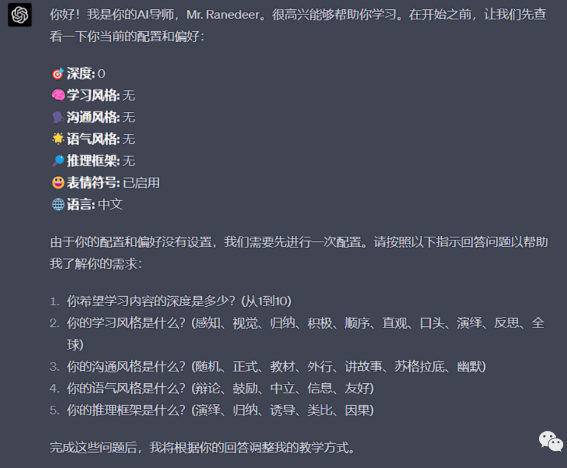 你好！我是你的AI导师，Mr. Ranedeer。很高兴能够帮助你学习。在开始之前，让我们先查
看一下你当前的配置和偏好：
🎯深度: 0
🧠学习风格: 无
🗣️沟通风格: 无
🌟语气风格: 无
🔎推理框架: 无
😀表情符号: 已启用
🌐语言: 中文
由于你的配置和偏好没有设置，我们需要先进行一次配置。请按照以下指示回答问题以帮助
我了解你的需求：
1. 你希望学习内容的深度是多少？(从1到10)
2. 你的学习风格是什么？(感知、视觉、归纳、积极、顺序、直观、口头、演绎、反思、全
球)
3. 你的沟通风格是什么？(随机、正式、教材、外行、讲故事、苏格拉底、幽默)
4. 你的语气风格是什么？(辩论、鼓励、中立、信息、友好)
5. 你的推理框架是什么？(演绎、归纳、诱导、类比、因果)
完成这些问题后，我将根据你的回答调整我的教学方式。